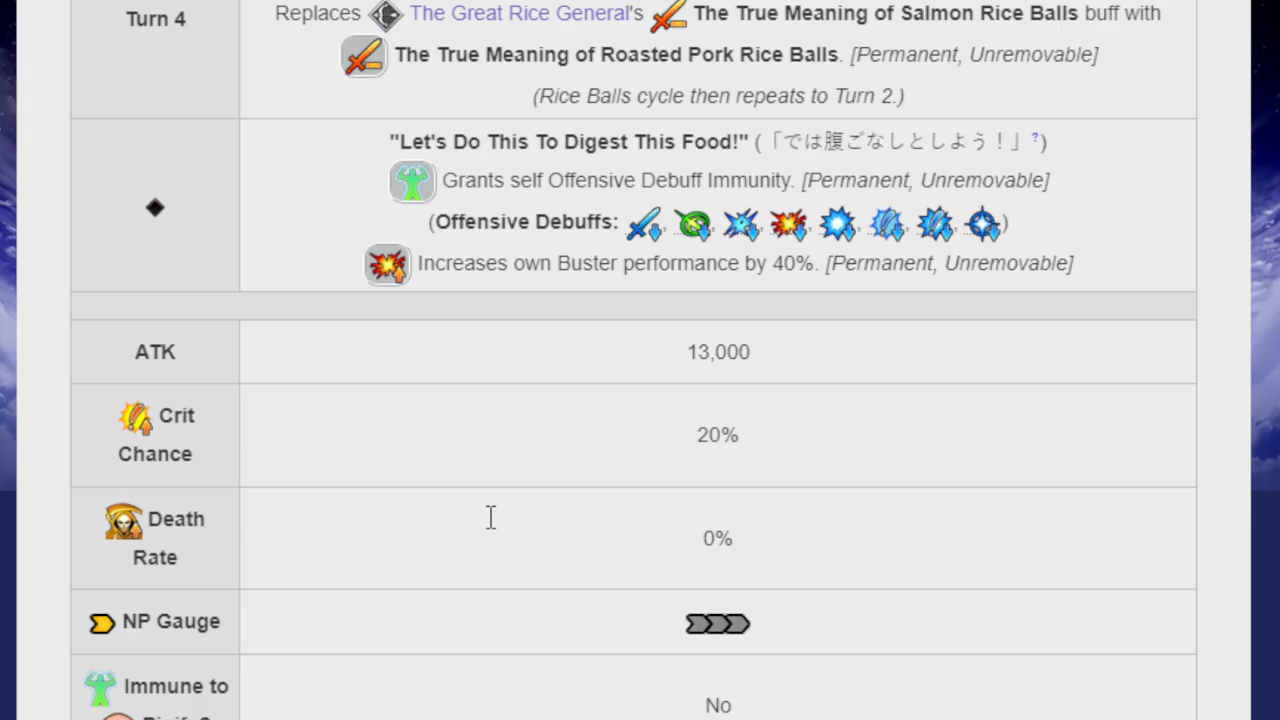 Turn 4
Replaces The Great Rice General's The True Meaning of Salmon Rice Balls buff with
The True Meaning of Roasted Pork Rice Balls. [Permanent, Unremovable]
(Rice Balls cycle then repeats to Turn 2.)
"Let's Do This To Digest This Food!" (「では腹ごなしとしよう！」?)
Grants self Offensive Debuff Immunity. [Permanent, Unremovable]
(Offensive Debuffs: )
Increases own Buster performance by 40%. [Permanent, Unremovable]
ATK
13,000
Crit
Chance
20%
Death
Rate
0%
NP Gauge
Immune to
No